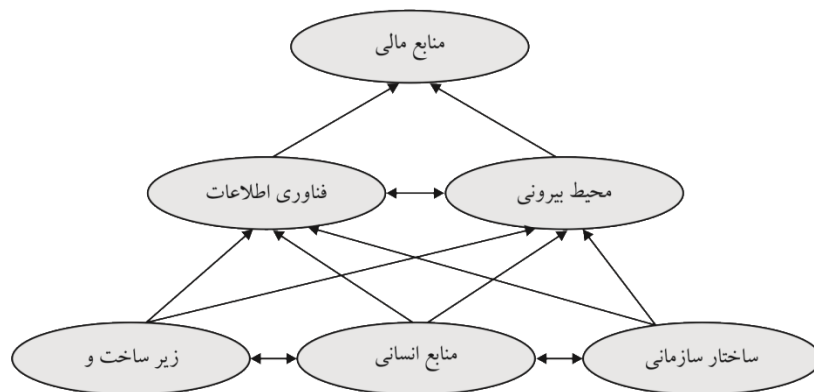 منابع مالی
محیط بیرونی
فناوری اطلاعات
ساختار سازمانی
منابع انسانی
زیر ساخت و